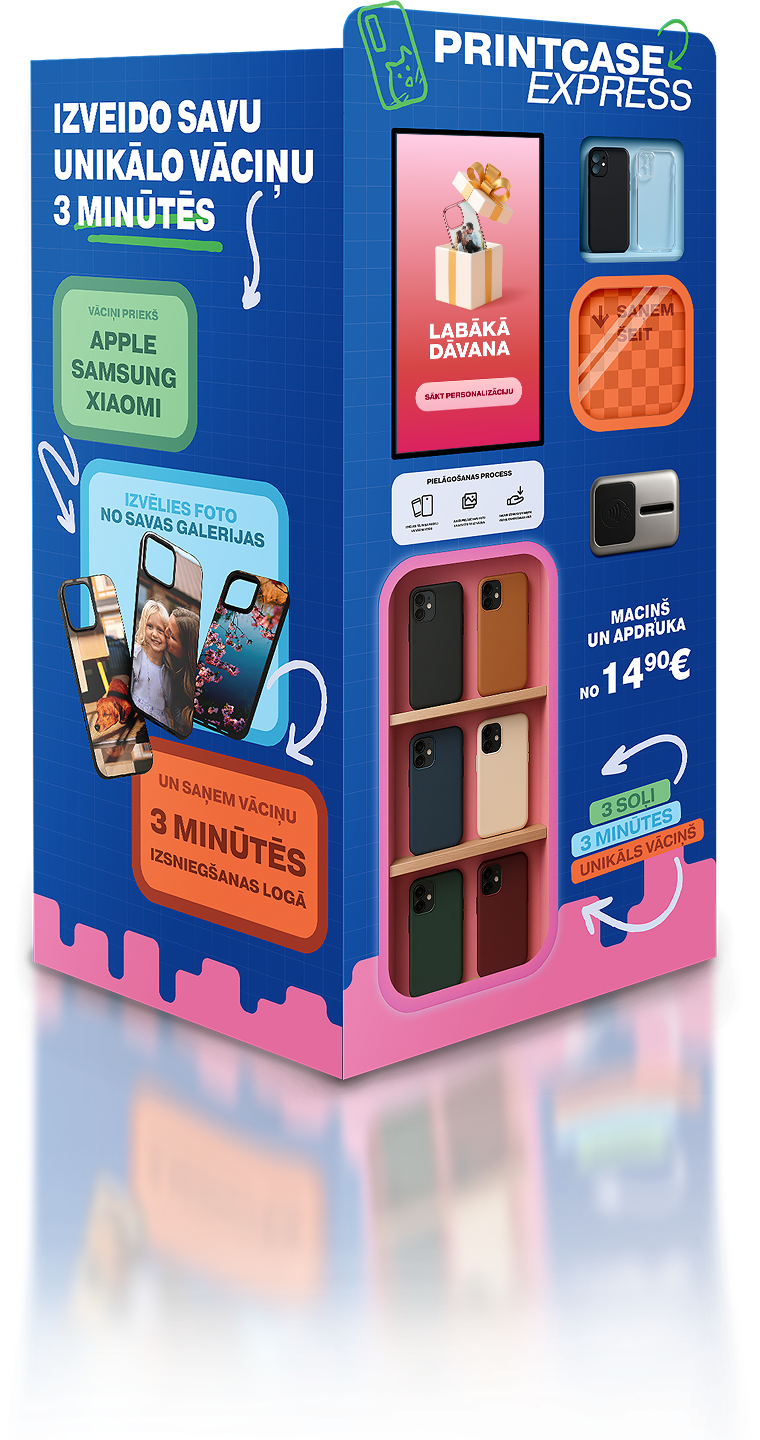 IZVEIDO SAVU
UNIKĀLO VĀCIŅU
3 MINŪTĒS
VĀCIŅI PRIEKŠ
APPLE
SAMSUNG
XIAOMI
IZVĒLIES FOTO
NO SAVAS GALERIJAS
UN SAŅEM VĀCIŅU
3 MINŪTĒS
IZSNIEGŠANAS LOGĀ
PRINTCASE
EXPRESS
LABĀKĀ
DĀVANA
SĀKT PERSONALIZĀCIJU
SAŅEM
ŠEIT
PIELĀGOŠANAS PROCESS
MACIŅŠ
UN APDRUKA
NO 14⁹⁰€
3 SOĻI
3 MINŪTES
UNIKĀLS VĀCIŅŠ